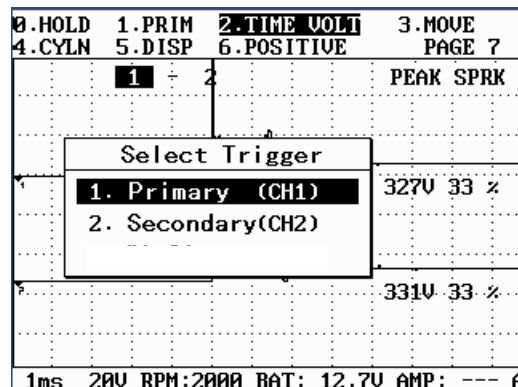 0.HOLD 1.PRIM 2.TIME VOLT 3.MOVE
4.CYLN 5.DISP 6.POSITIVE PAGE 7
1 ÷ 2 PEAK SPRK
Select Trigger
1. Primary (CH1)
327V 33 %
2. Secondary(CH2)
331V 33 %
1ms 20V RPM:2000 BAT: 12.7V AMP: ---